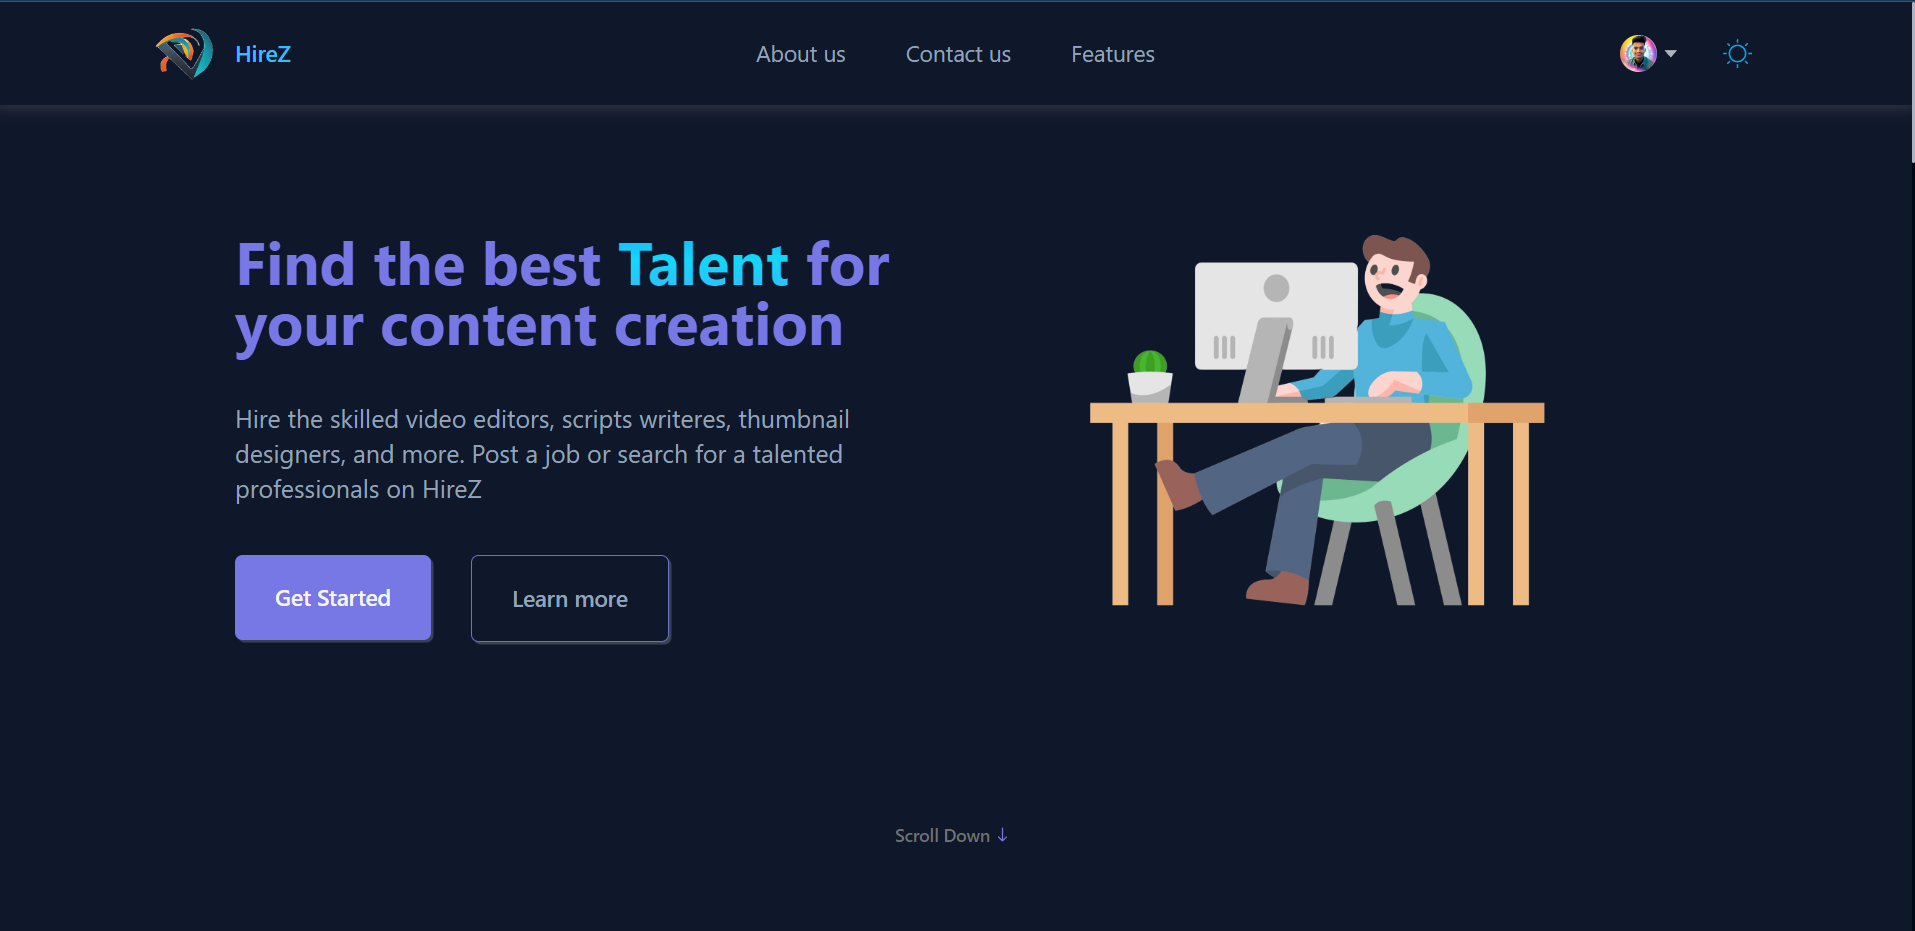 HireZ
About us
Contact us
Features
Find the best Talent for
your content creation
Hire the skilled video editors, scripts writeres, thumbnail
designers, and more. Post a job or search for a talented
professionals on HireZ
Get Started
Learn more
Scroll Down ↓